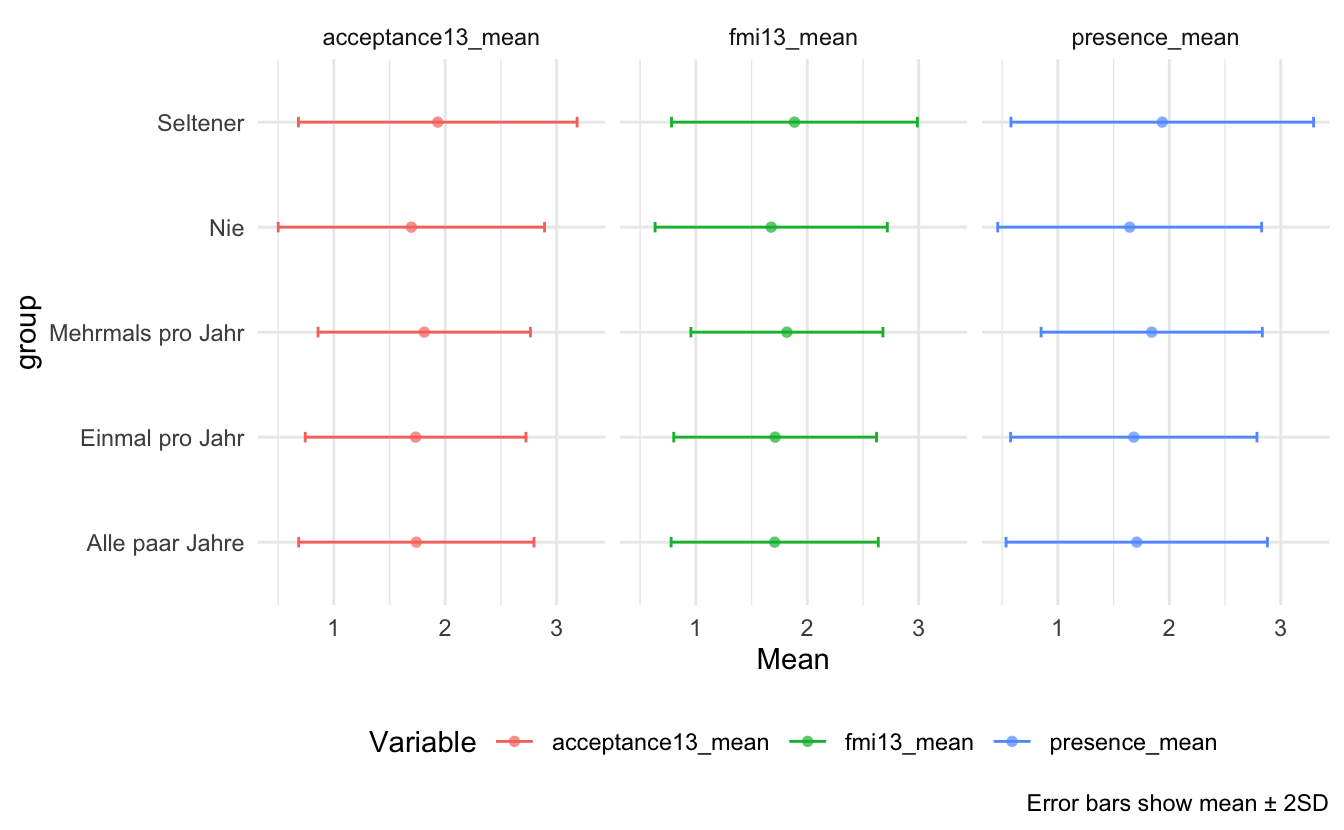 acceptance13_mean fmi13_mean presence_mean
Seltener
Nie
Mehrmals pro Jahr
Einmal pro Jahr
Alle paar Jahre
group
1 2 3 1 2 3 1 2 3
Mean
Variable acceptance13_mean fmi13_mean presence_mean
Error bars show mean ± 2SD